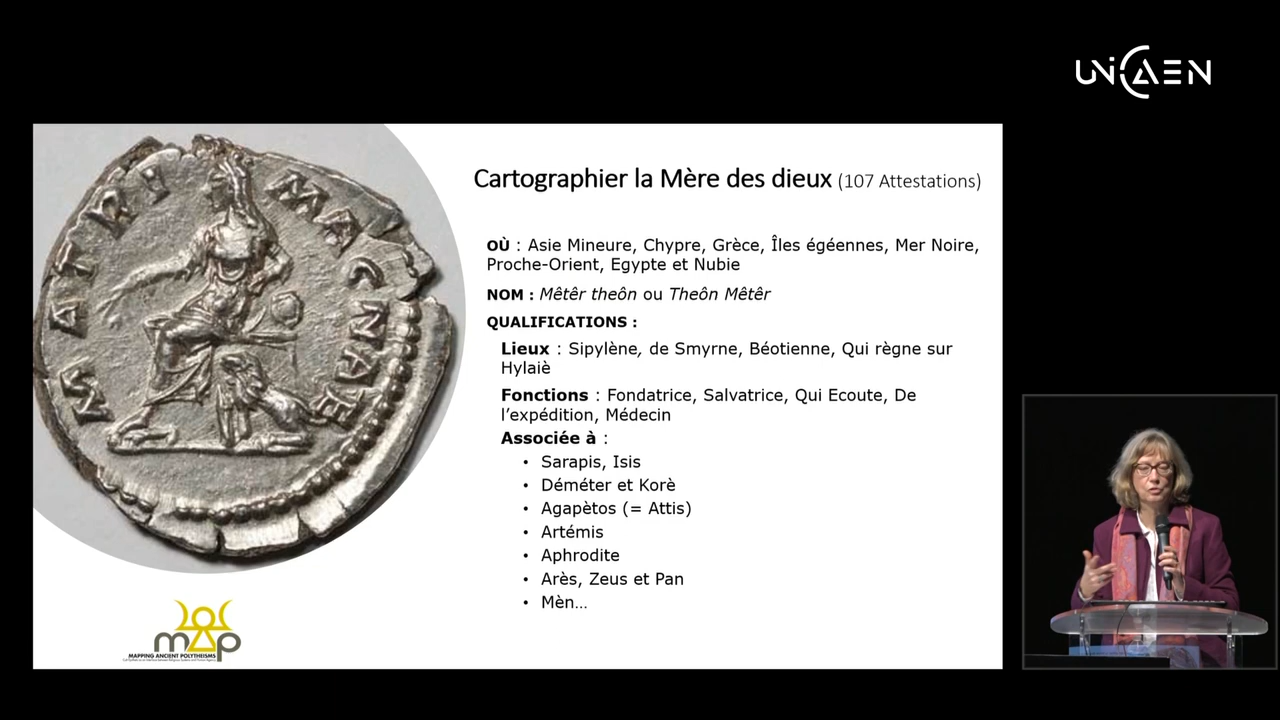 UNICAEN
Cartographier la Mère des dieux (107 Attestations)
MATRI MAGNAE
OÙ : Asie Mineure, Chypre, Grèce, Îles égéennes, Mer Noire,
Proche-Orient, Egypte et Nubie
NOM : Mêtêr theôn ou Theôn Mêtêr
QUALIFICATIONS :
Lieux : Sipylène, de Smyrne, Béotienne, Qui règne sur
Hylaiè
Fonctions : Fondatrice, Salvatrice, Qui Ecoute, De
l’expédition, Médecin
Associée à :
• Sarapis, Isis
• Déméter et Korè
• Agapètos (= Attis)
• Artémis
• Aphrodite
• Arès, Zeus et Pan
• Mèn…
map
MAPPING ANCIENT POLYTHEISMS